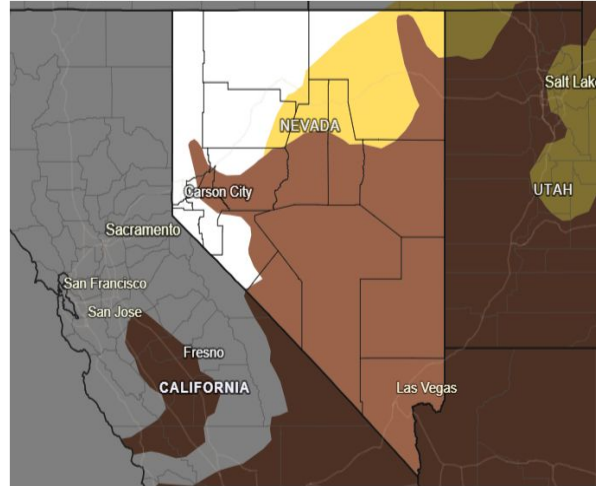 Salt Lake
NEVADA
Carson City
UTAH
Sacramento
San Francisco
San Jose
Fresno
CALIFORNIA
Las Vegas